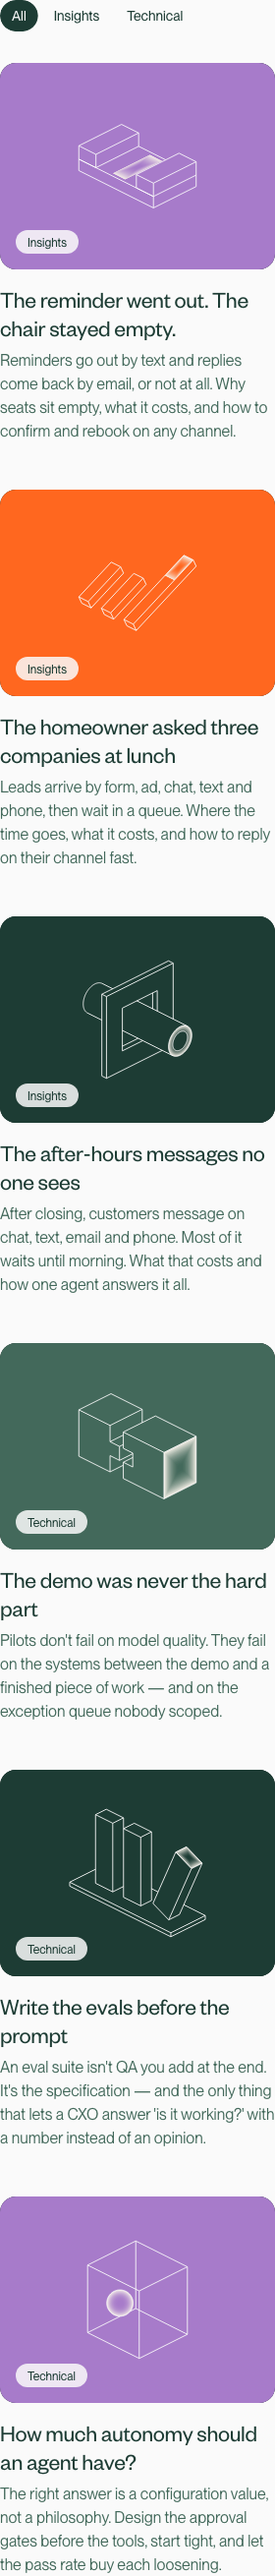 All Insights Technical
Insights
The reminder went out. The
chair stayed empty.
Reminders go out by text and replies
come back by email, or not at all. Why
seats sit empty, what it costs, and how to
confirm and rebook on any channel.
Insights
The homeowner asked three
companies at lunch
Leads arrive by form, ad, chat, text and
phone, then wait in a queue. Where the
time goes, what it costs, and how to reply
on their channel fast.
Insights
The after-hours messages no
one sees
After closing, customers message on
chat, text, email and phone. Most of it
waits until morning. What that costs and
how one agent answers it all.
Technical
The demo was never the hard
part
Pilots don't fail on model quality. They fail
on the systems between the demo and a
finished piece of work — and on the
exception queue nobody scoped.
Technical
Write the evals before the
prompt
An eval suite isn't QA you add at the end.
It's the specification — and the only thing
that lets a CXO answer 'is it working?' with
a number instead of an opinion.
Technical
How much autonomy should
an agent have?
The right answer is a configuration value,
not a philosophy. Design the approval
gates before the tools, start tight, and let
the pass rate buy each loosening.